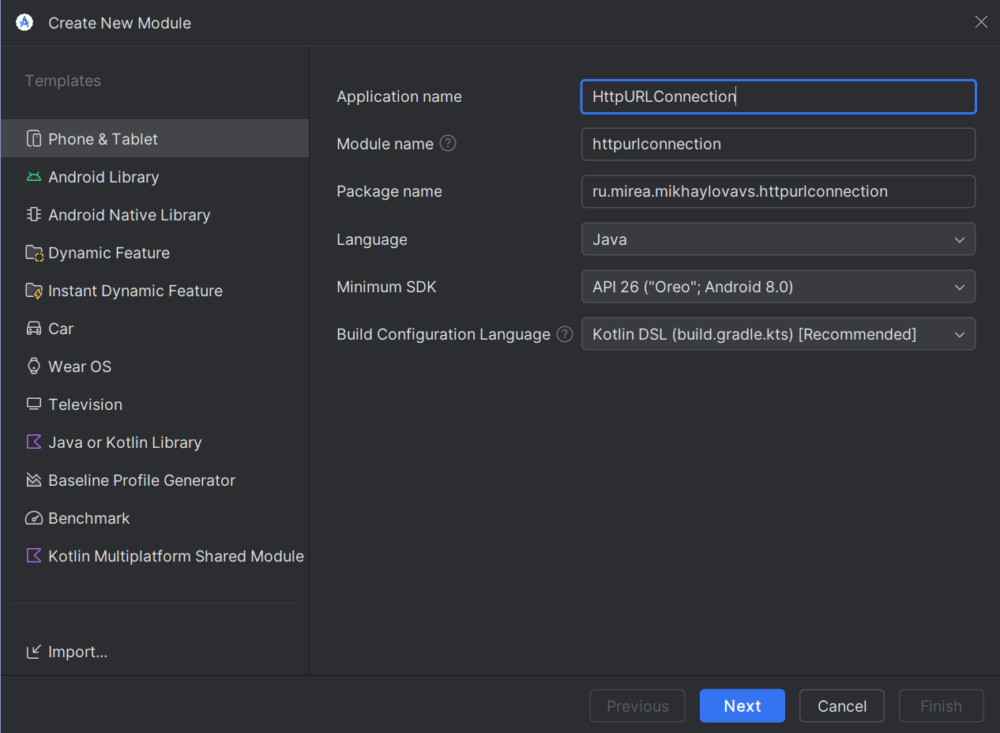 Create New Module
Templates
Phone & Tablet
Android Library
Android Native Library
Dynamic Feature
Instant Dynamic Feature
Car
Wear OS
Television
Java or Kotlin Library
Baseline Profile Generator
Benchmark
Kotlin Multiplatform Shared Module
Import...
Application name HttpURLConnection
Module name ? httpurlconnection
Package name ru.mirea.mikhaylovavs.httpurlconnection
Language Java
Minimum SDK API 26 ("Oreo"; Android 8.0)
Build Configuration Language ? Kotlin DSL (build.gradle.kts) [Recommended]
Previous Next Cancel Finish